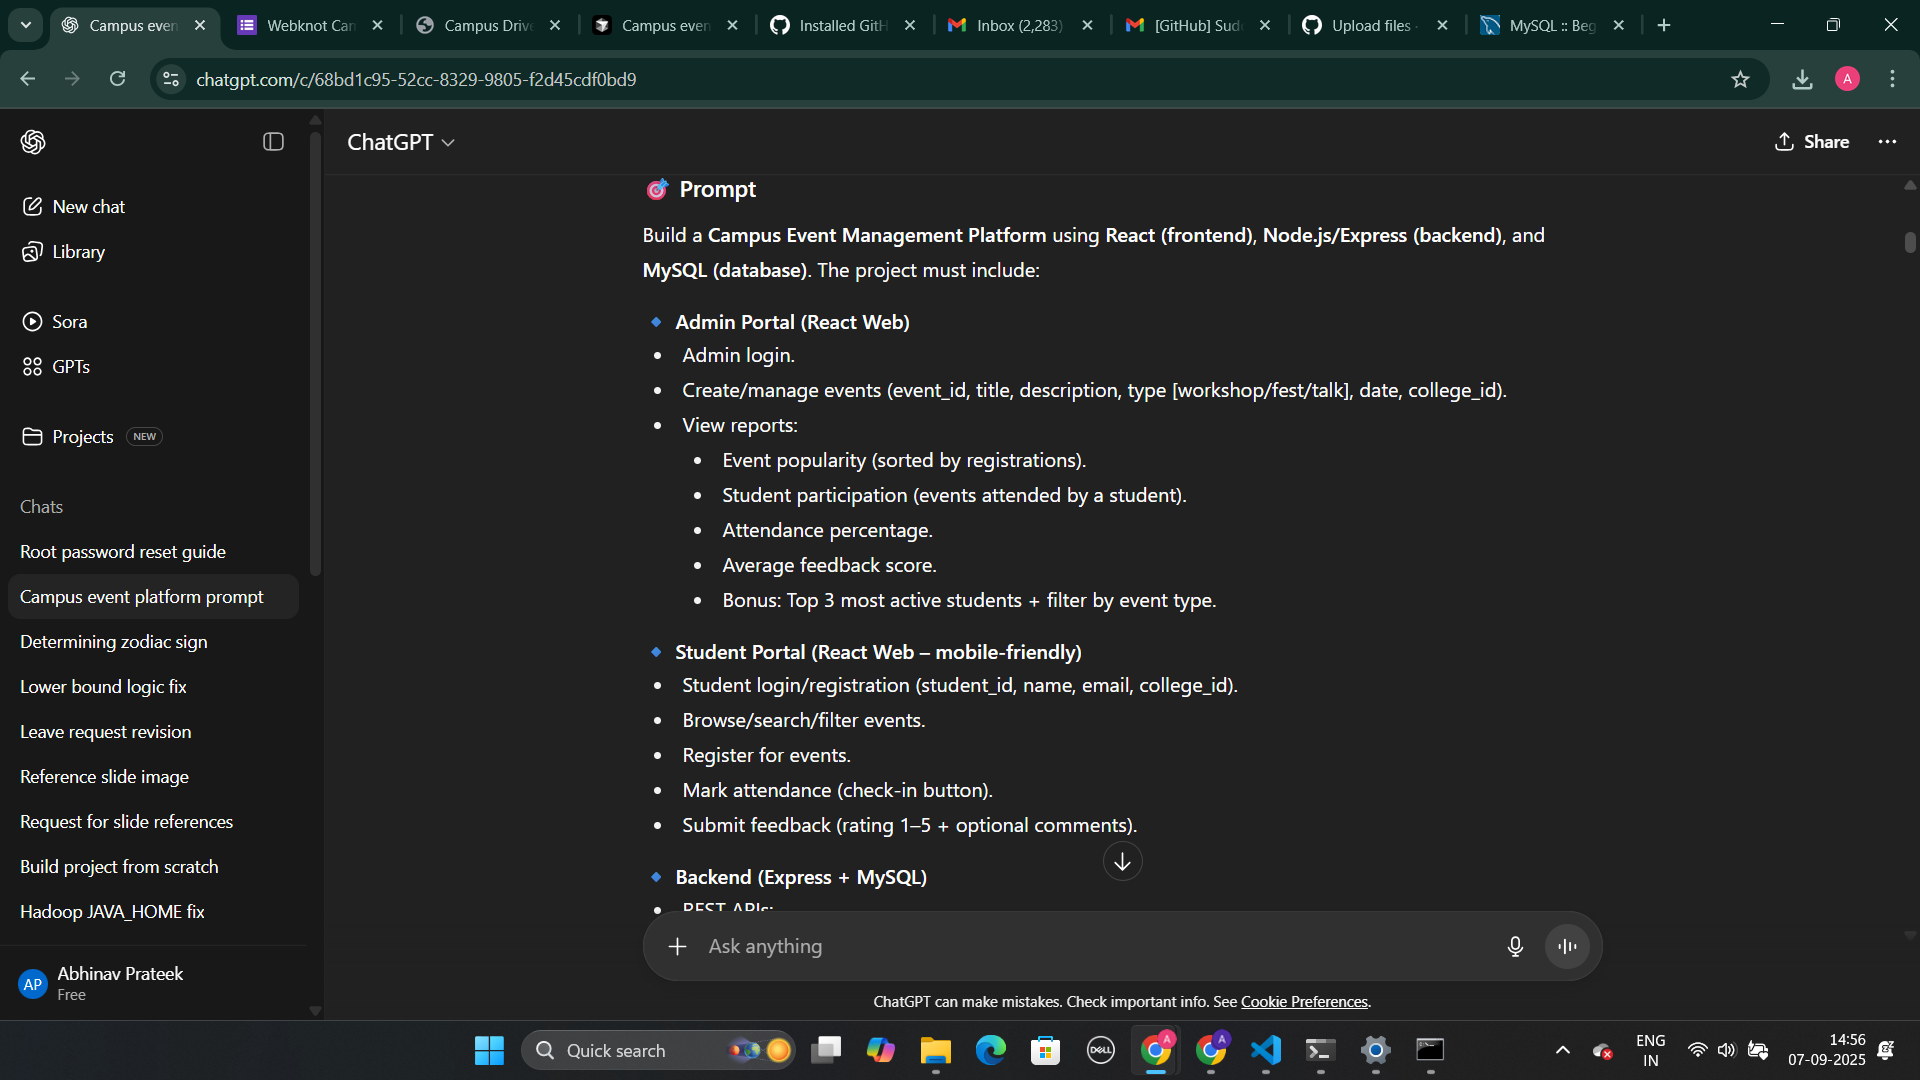 Campus even
Webknot Can
Campus Drive
Campus even
Installed GitH
Inbox (2,283)
[GitHub] Sud
Upload files
MySQL :: Beg
chatgpt.com/c/68bd1c95-52cc-8329-9805-f2d45cdf0bd9
A
ChatGPT
Share
New chat
Library
Sora
GPTs
Projects NEW
Chats
Root password reset guide
Campus event platform prompt
Determining zodiac sign
Lower bound logic fix
Leave request revision
Reference slide image
Request for slide references
Build project from scratch
Hadoop JAVA_HOME fix
AP
Abhinav Prateek
Free
Prompt
Build a Campus Event Management Platform using React (frontend), Node.js/Express (backend), and
MySQL (database). The project must include:
Admin Portal (React Web)
Admin login.
Create/manage events (event_id, title, description, type [workshop/fest/talk], date, college_id).
View reports:
Event popularity (sorted by registrations).
Student participation (events attended by a student).
Attendance percentage.
Average feedback score.
Bonus: Top 3 most active students + filter by event type.
Student Portal (React Web – mobile-friendly)
Student login/registration (student_id, name, email, college_id).
Browse/search/filter events.
Register for events.
Mark attendance (check-in button).
Submit feedback (rating 1–5 + optional comments).
Backend (Express + MySQL)
REST APIs:
Ask anything
ChatGPT can make mistakes. Check important info. See Cookie Preferences.
Quick search
DELL
A
A
ENG
IN
14:56
07-09-2025